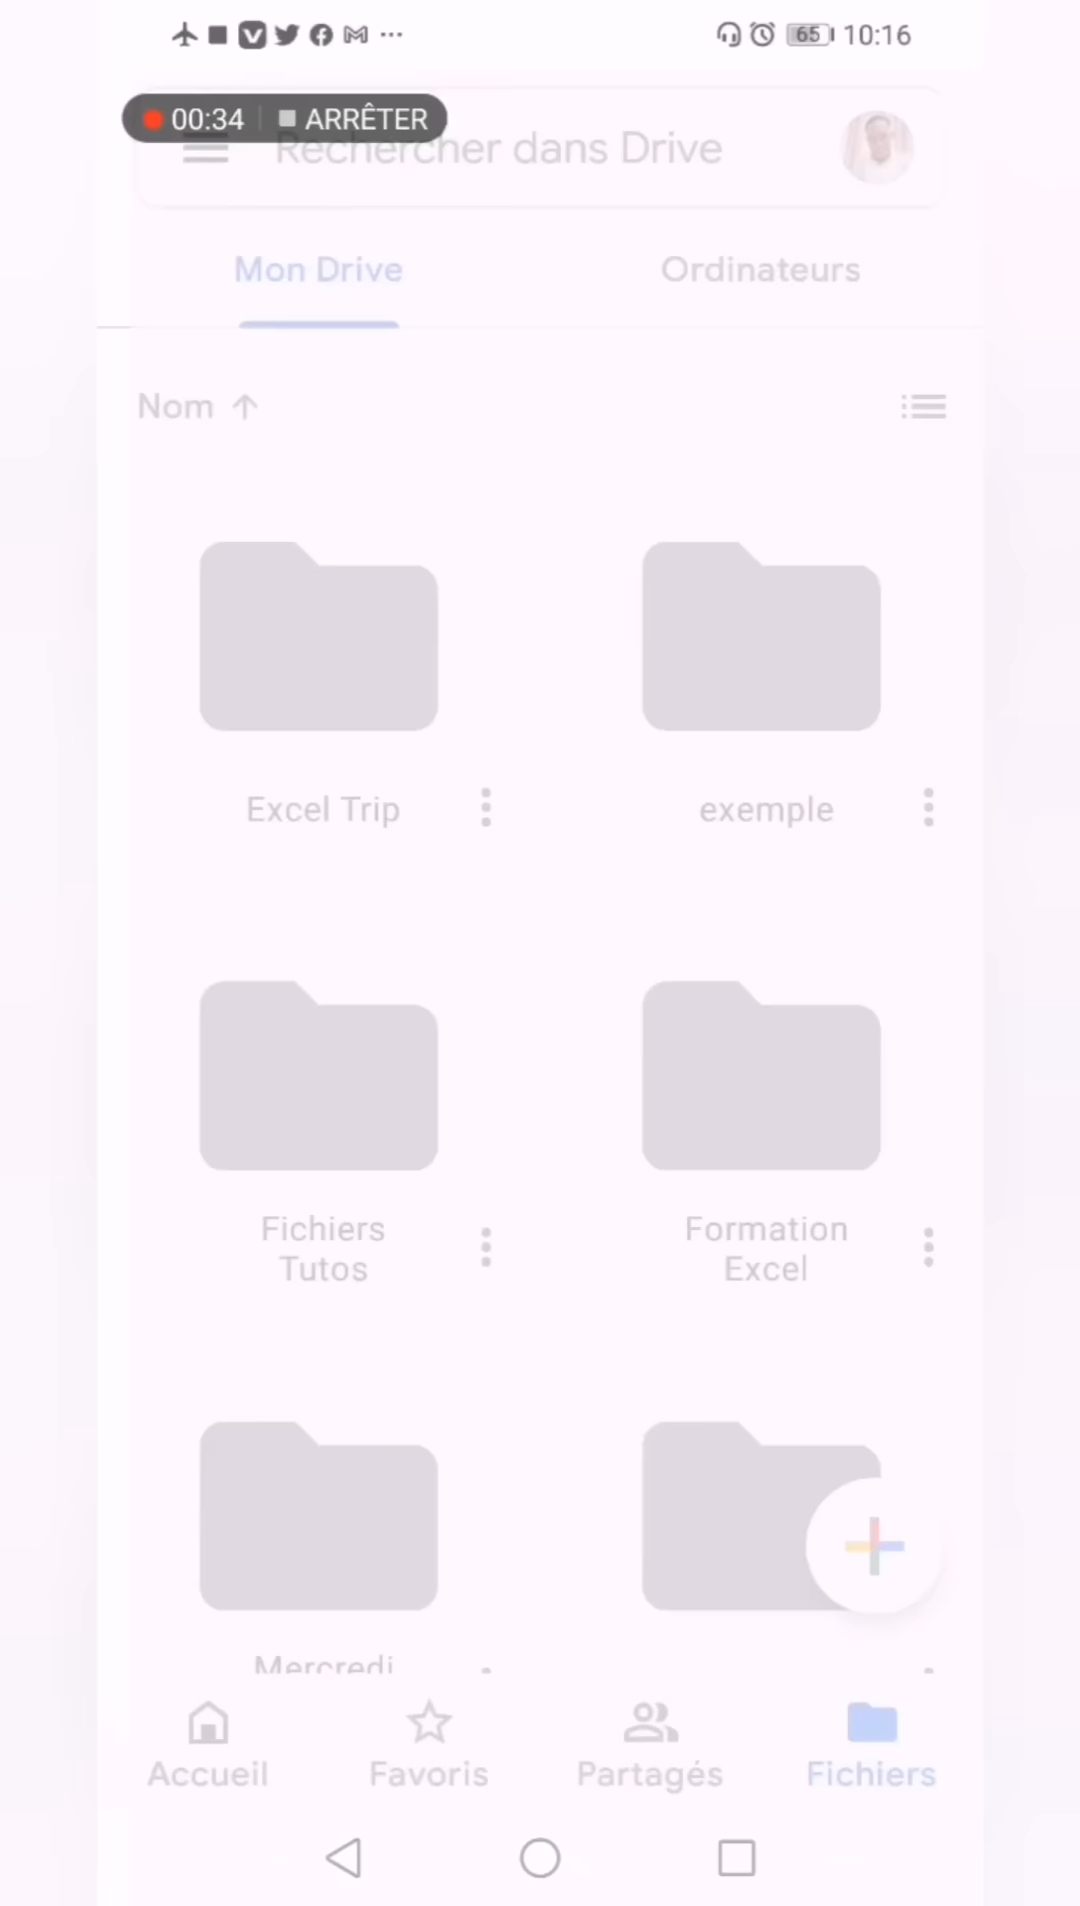 65 10:16
00:34 ARRÊTER
Rechercher dans Drive
Mon Drive Ordinateurs
Nom
Excel Trip exemple
Fichiers Tutos
Formation Excel
Mercredi
Accueil Favoris Partagés Fichiers